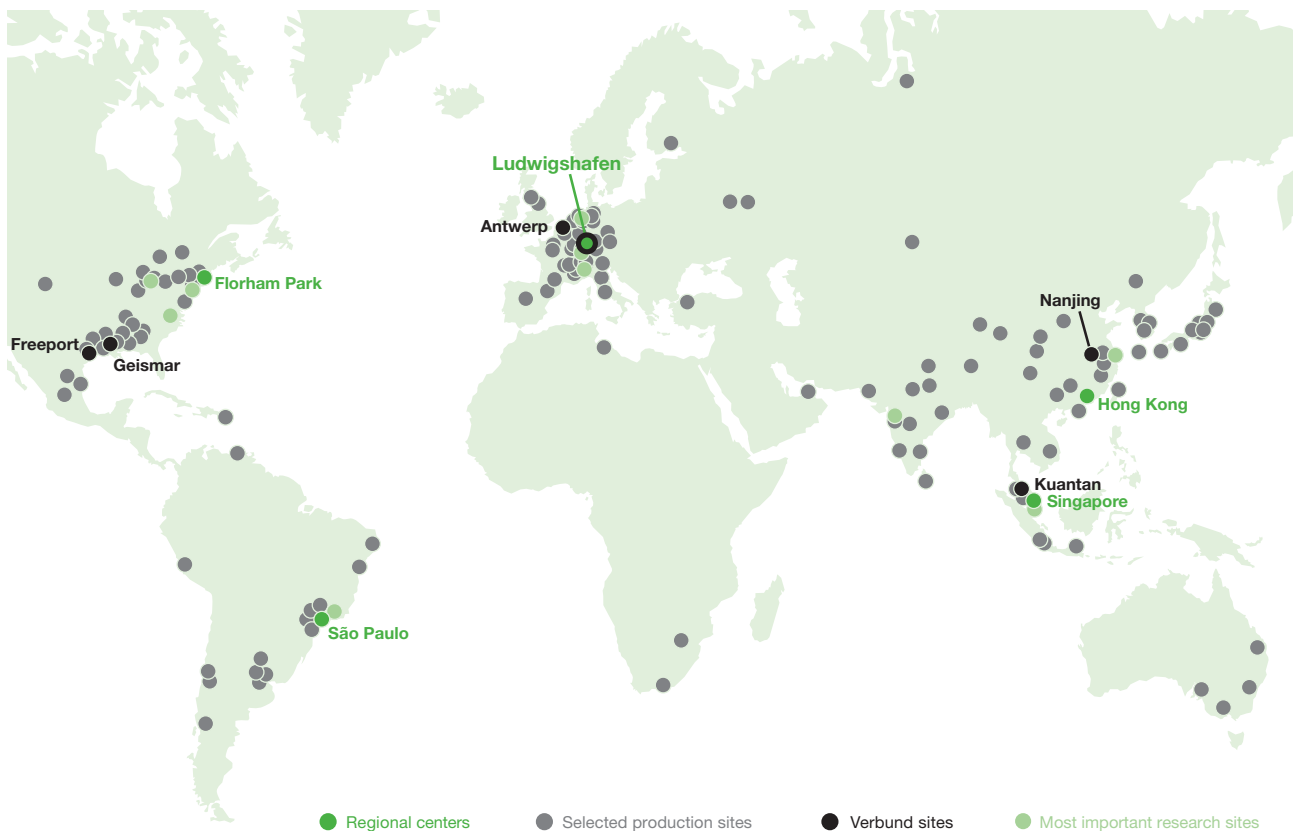 Ludwigshafen
Antwerp
Florham Park
Nanjing
Freeport
Geismar
Hong Kong
Kuantan
Singapore
São Paulo
Regional centers
Selected production sites
Verbund sites
Most important research sites